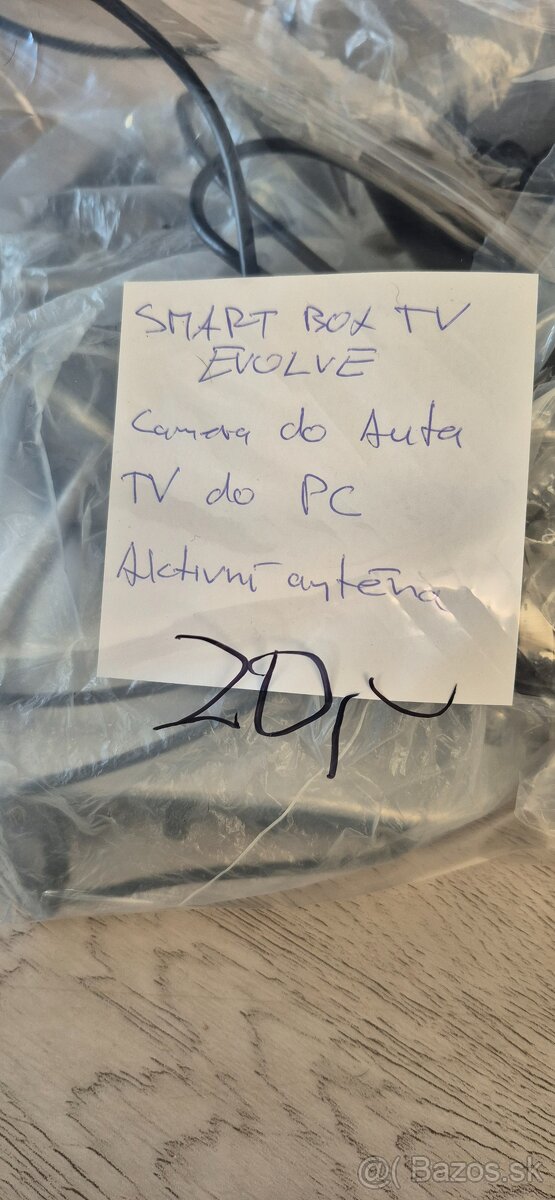 SMART BOX TV
EVOLVE
Camera do Auta
TV do PC
Aktivní anténa
20,-
@( Bazos.sk